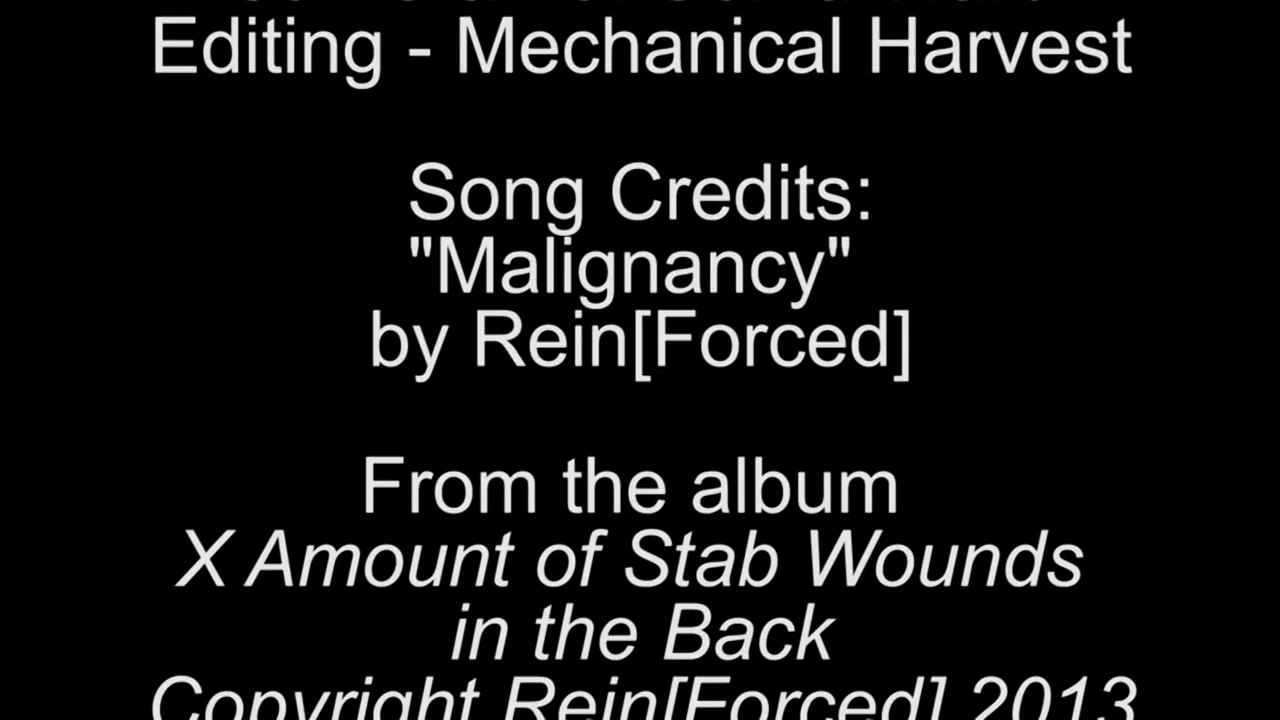 Editing - Mechanical Harvest
Song Credits:
"Malignancy"
by Rein[Forced]
From the album
X Amount of Stab Wounds
in the Back
Copyright Rein[Forced] 2013